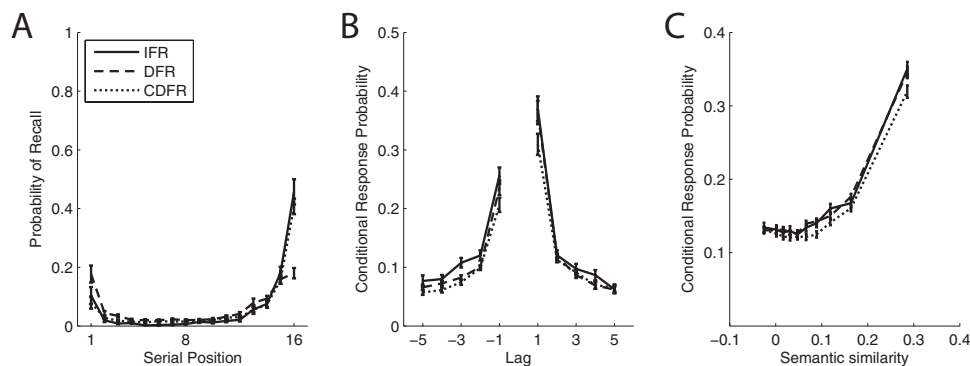 A
Probability of Recall
1
0.8
0.6
0.4
0.2
0
1 8 16
Serial Position
IFR
DFR
CDFR
B
Conditional Response Probability
0.5
0.4
0.3
0.2
0.1
0
−5 −3 −1 1 3 5
Lag
C
Conditional Response Probability
0.4
0.3
0.2
0.1
0
−0.1 0 0.1 0.2 0.3 0.4
Semantic similarity